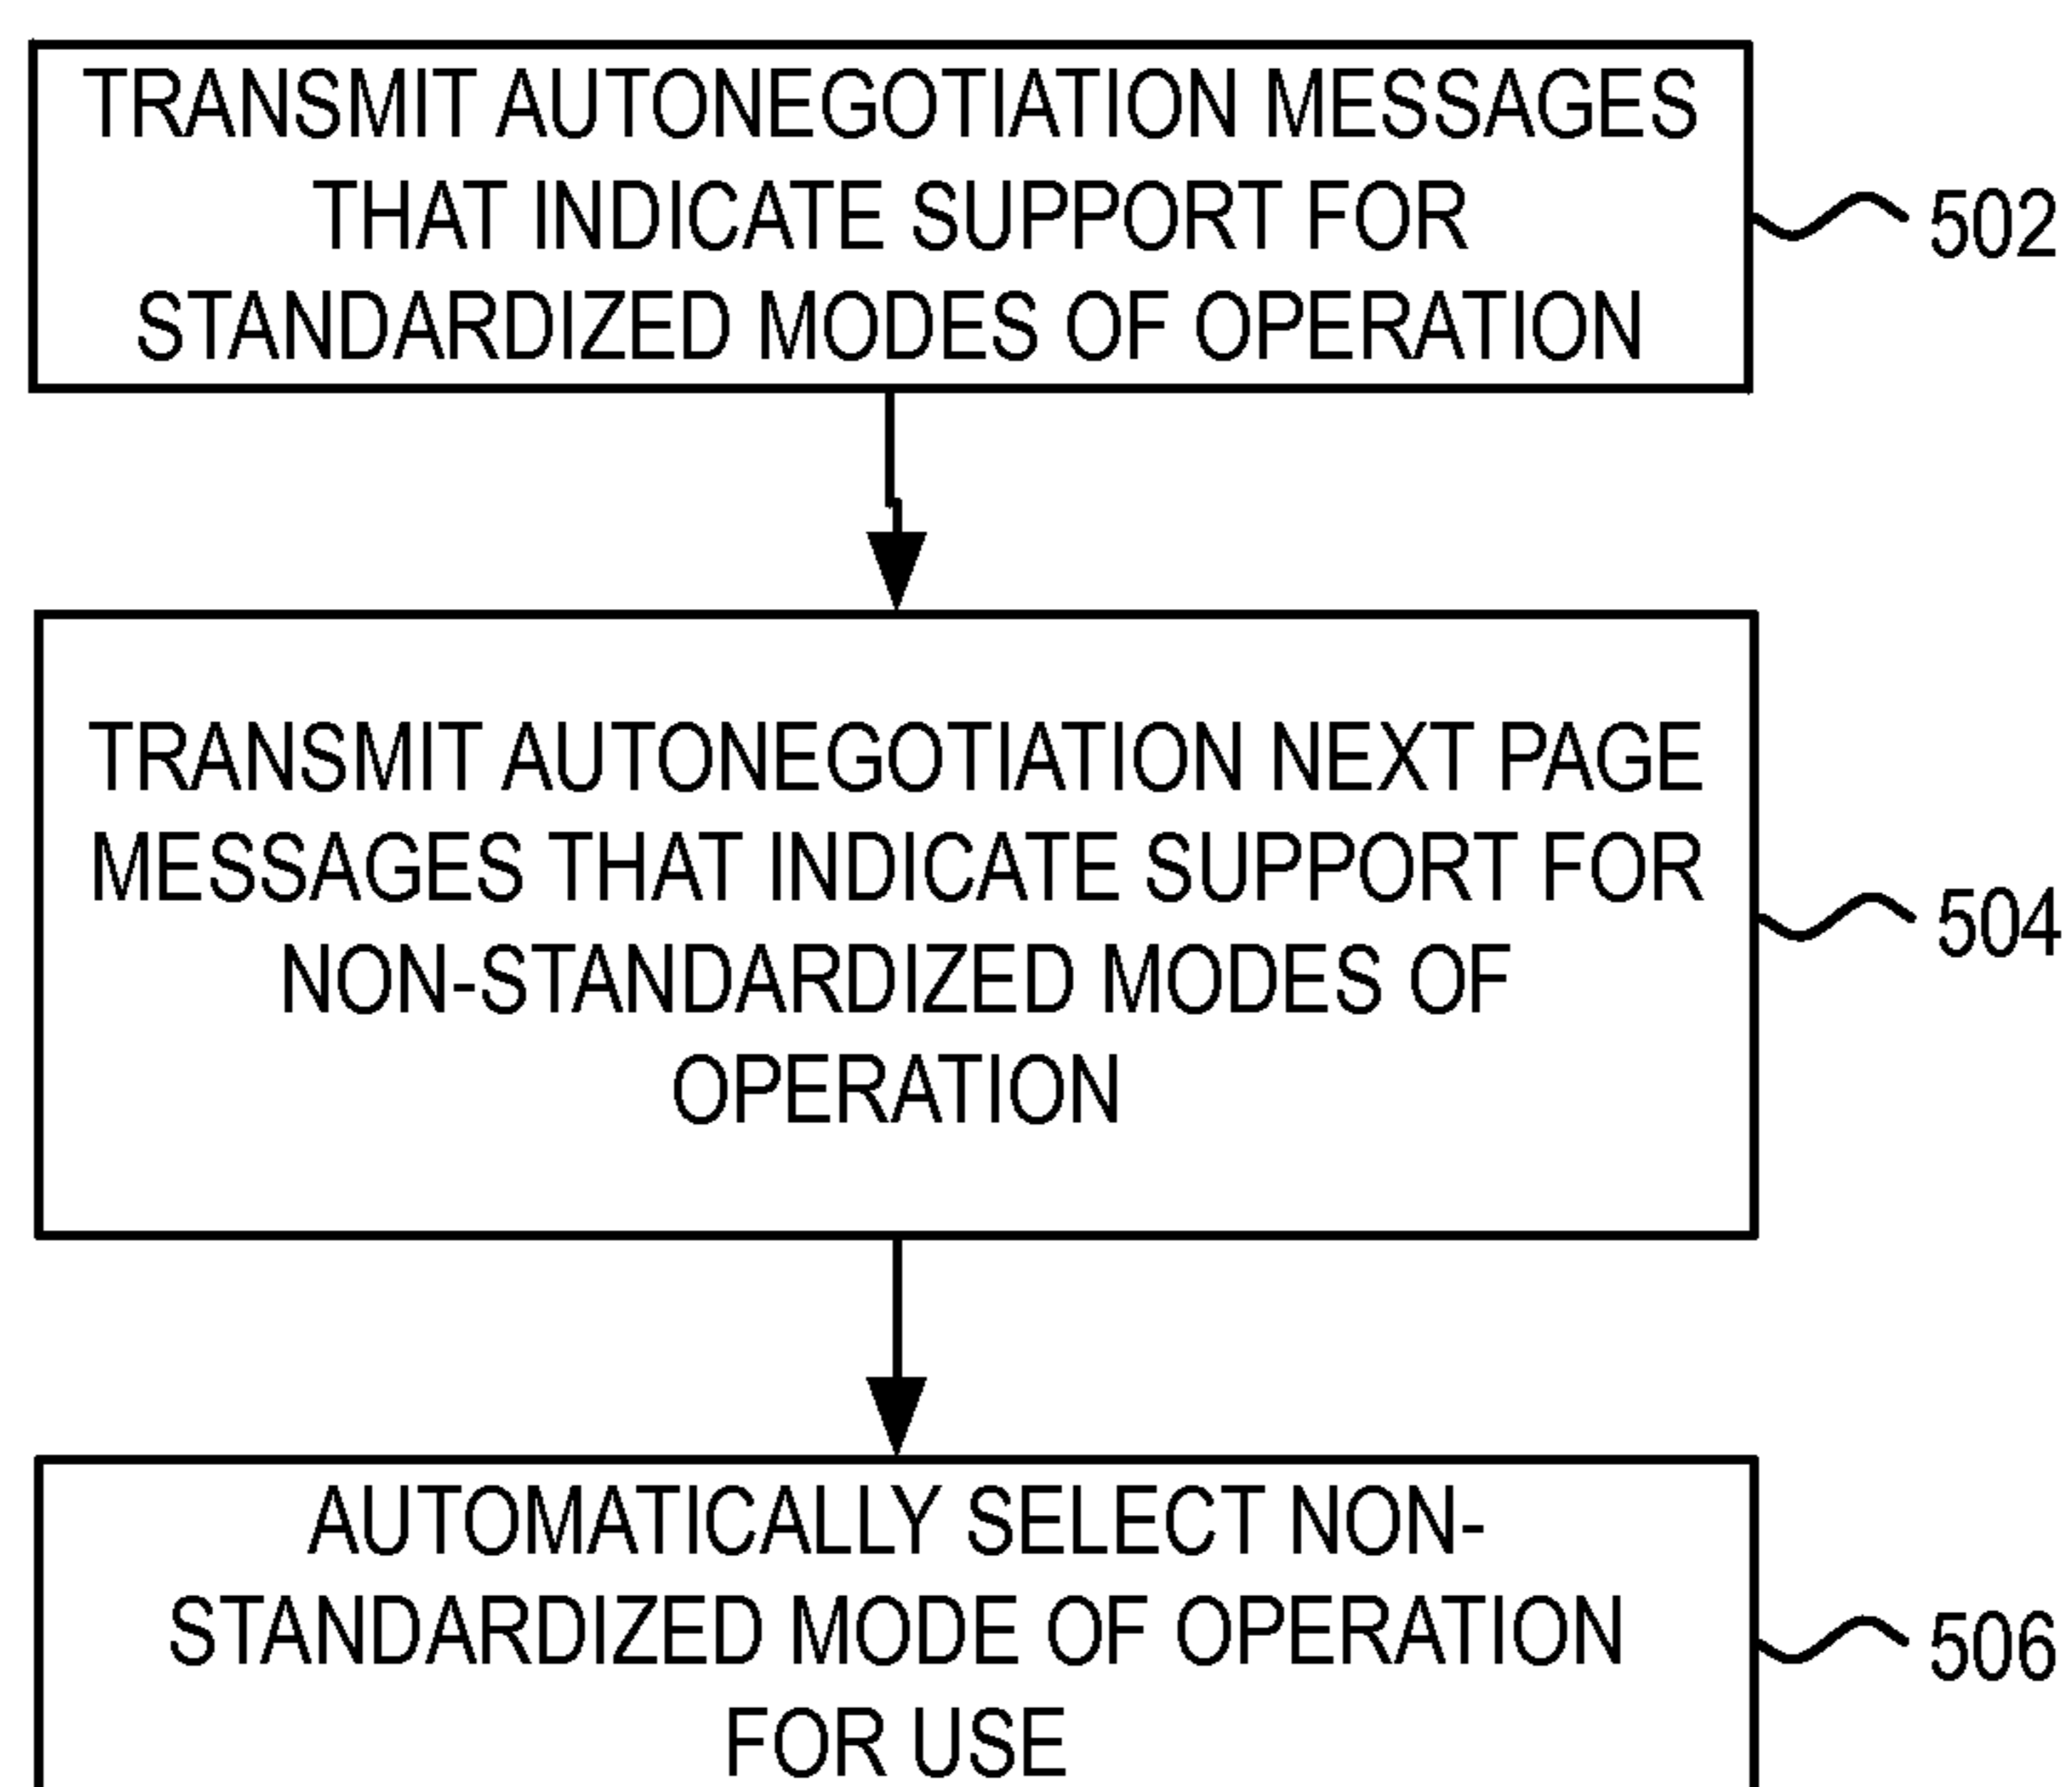 TRANSMIT AUTONEGOTIATION MESSAGES
THAT INDICATE SUPPORT FOR
STANDARDIZED MODES OF OPERATION
502
TRANSMIT AUTONEGOTIATION NEXT PAGE
MESSAGES THAT INDICATE SUPPORT FOR
NON-STANDARDIZED MODES OF
OPERATION
504
AUTOMATICALLY SELECT NON-
STANDARDIZED MODE OF OPERATION
FOR USE
506